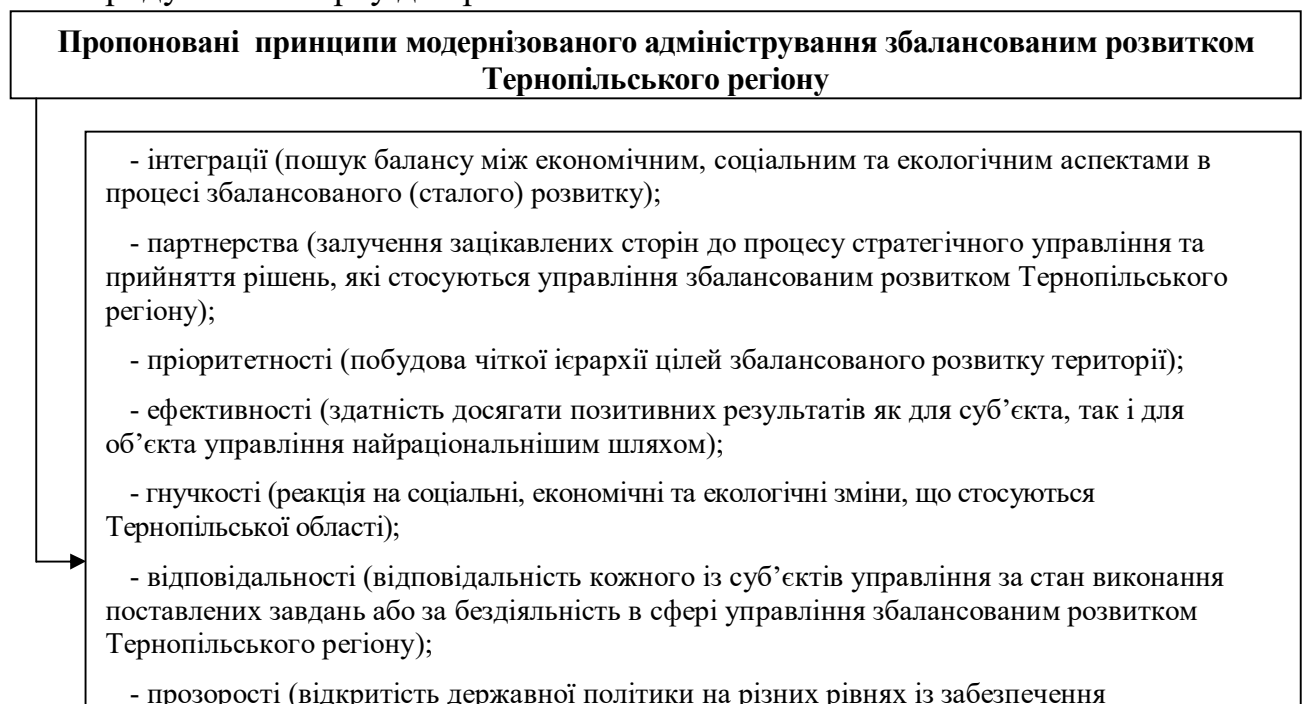 Пропоновані принципи модернізованого адміністрування збалансованим розвитком
Тернопільського регіону
- інтеграції (пошук балансу між економічним, соціальним та екологічним аспектами в
процесі збалансованого (сталого) розвитку);
- партнерства (залучення зацікавлених сторін до процесу стратегічного управління та
прийняття рішень, які стосуються управління збалансованим розвитком Тернопільського
регіону);
- пріоритетності (побудова чіткої ієрархії цілей збалансованого розвитку території);
- ефективності (здатність досягати позитивних результатів як для суб’єкта, так і для
об’єкта управління найраціональнішим шляхом);
- гнучкості (реакція на соціальні, економічні та екологічні зміни, що стосуються
Тернопільської області);
- відповідальності (відповідальність кожного із суб’єктів управління за стан виконання
поставлених завдань або за бездіяльність в сфері управління збалансованим розвитком
Тернопільського регіону);
- прозорості (відкритість державної політики на різних рівнях із забезпечення